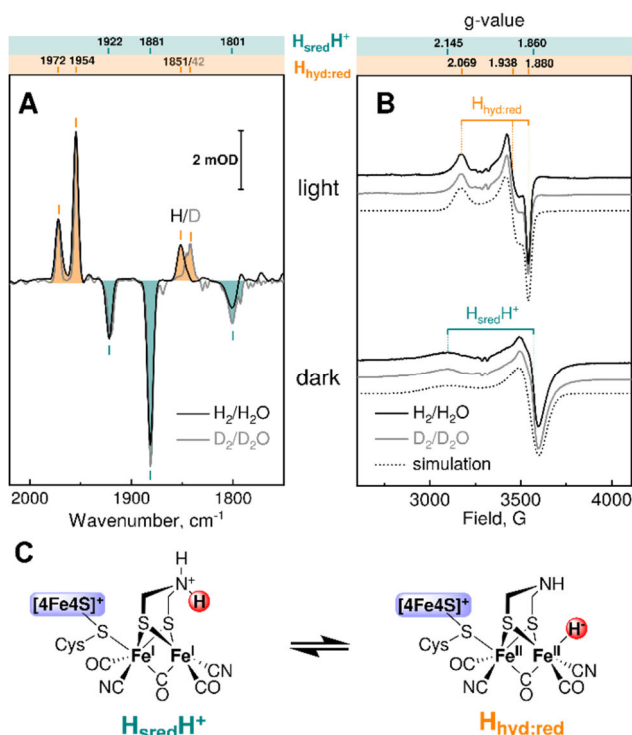 g-value
1922 1881 1801
HsredH⁺
2.145 1.860
1972 1954 1851/42
Hhyd:red
2.069 1.938 1.880
A
2 mOD
H/D
H₂/H₂O
D₂/D₂O
2000 1900 1800
Wavenumber, cm⁻¹
light
dark
B
Hhyd:red
HsredH⁺
H₂/H₂O
D₂/D₂O
simulation
3000 3500 4000
Field, G
C
H
N⁺ H
[4Fe4S]⁺
S S S
Cys
Feᴵ Feᴵ
OC CN
NC C CO
O
HsredH⁺
NH
[4Fe4S]⁺
H⁻
S S S
Cys
Feᴵᴵ Feᴵᴵ
OC CN
NC C CO
O
Hhyd:red